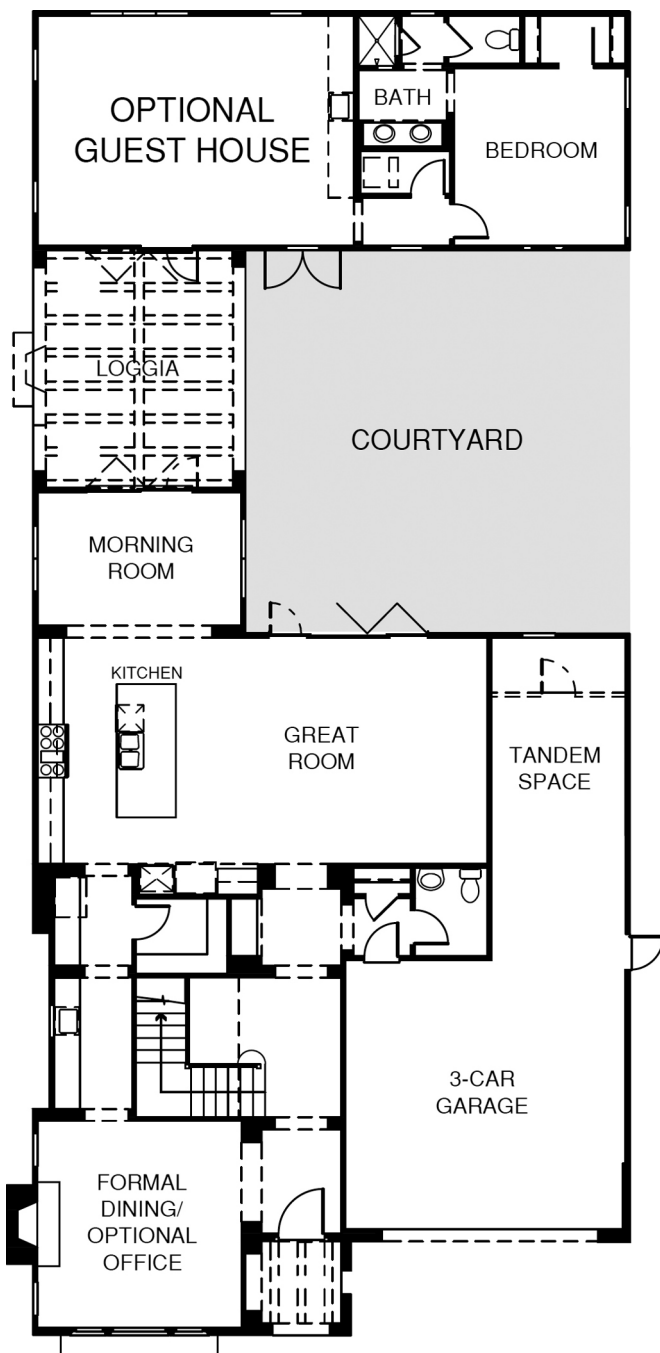 OPTIONAL
GUEST HOUSE
BATH
BEDROOM
LOGGIA
COURTYARD
MORNING
ROOM
KITCHEN
GREAT
ROOM
TANDEM
SPACE
3-CAR
GARAGE
FORMAL
DINING/
OPTIONAL
OFFICE